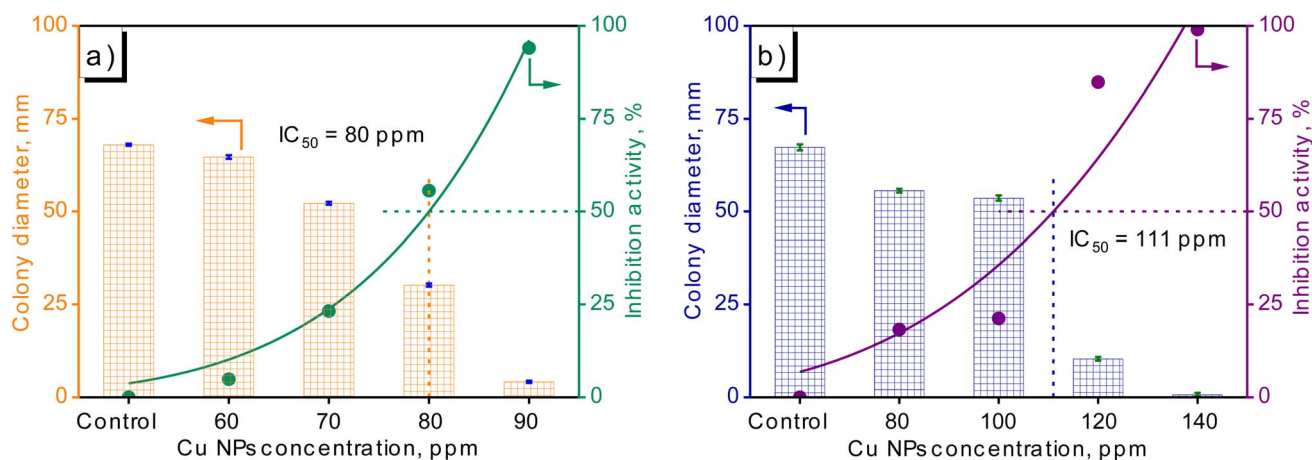 a)
100
75
50
25
0
Colony diameter, mm
IC50 = 80 ppm
100
75
50
25
0
Inhibition activity, %
Control 60 70 80 90
Cu NPs concentration, ppm
b)
100
75
50
25
0
Colony diameter, mm
IC50 = 111 ppm
100
75
50
25
0
Inhibition activity, %
Control 80 100 120 140
Cu NPs concentration, ppm